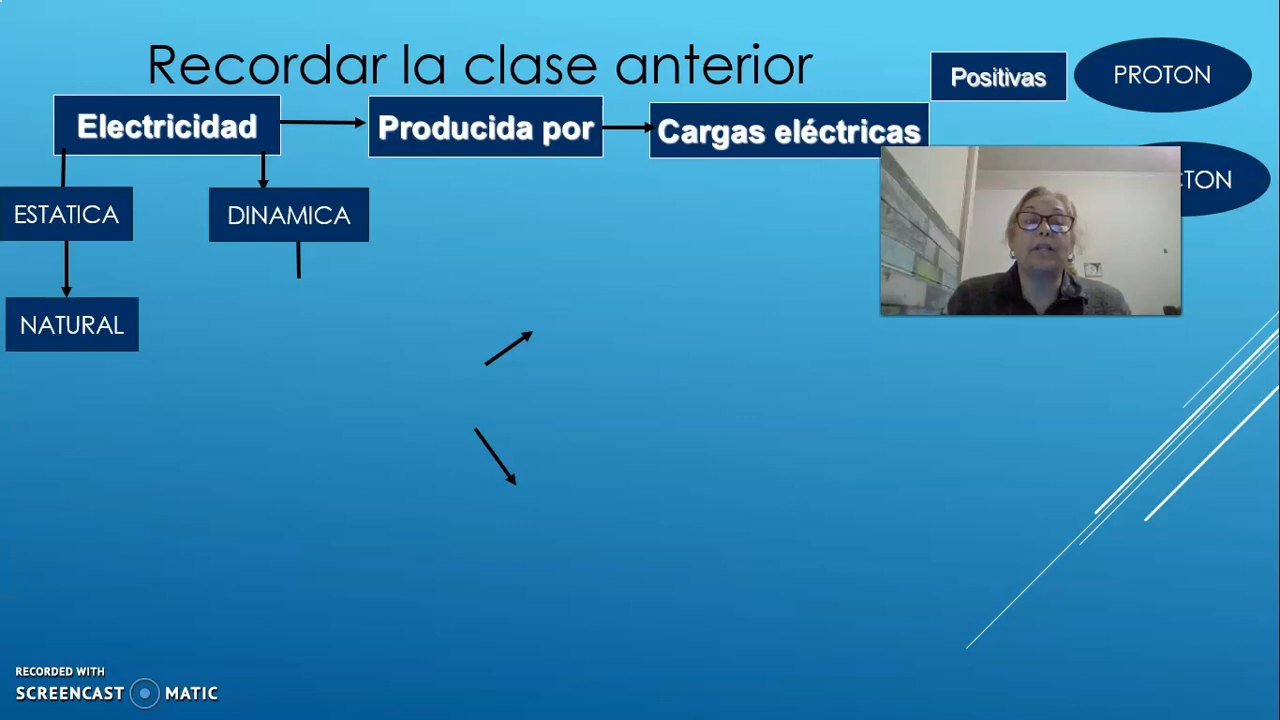 Recordar la clase anterior
Positivas
PROTON
Electricidad
Producida por
Cargas eléctricas
ESTATICA
DINAMICA
NATURAL
RECORDED WITH
SCREENCAST MATIC